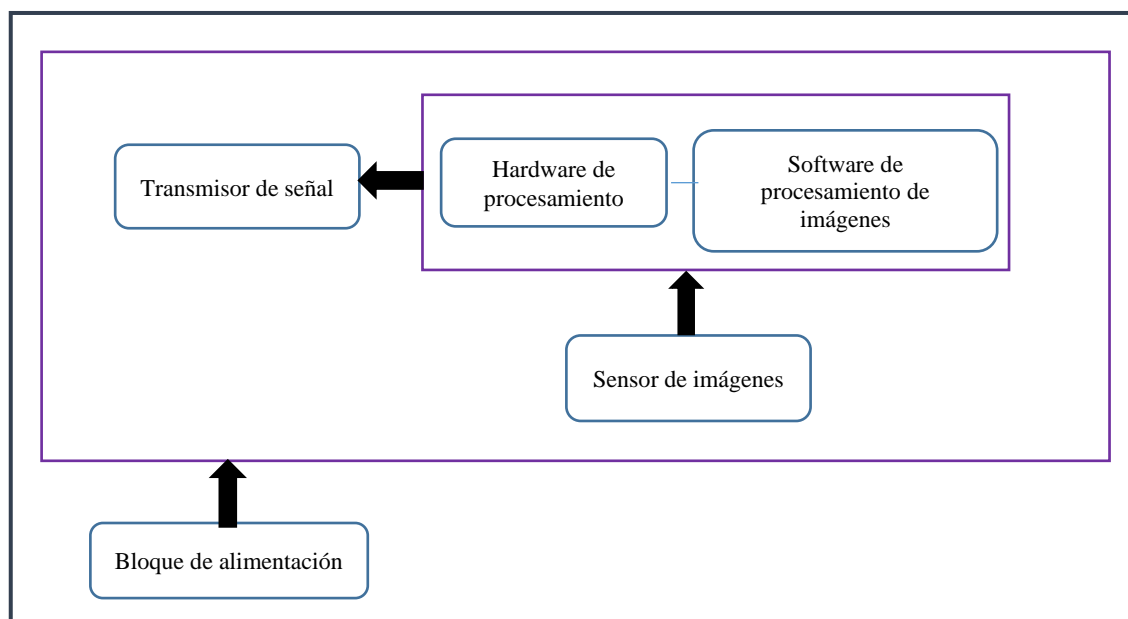 Transmisor de señal
Hardware de
procesamiento
Software de
procesamiento de
imágenes
Sensor de imágenes
Bloque de alimentación